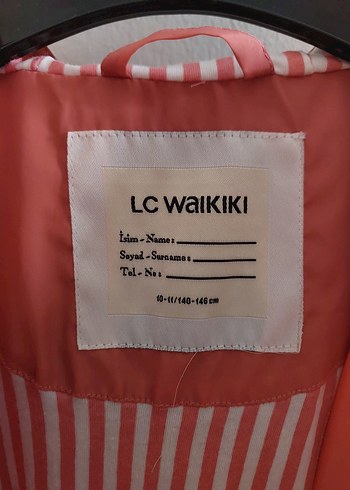 LC WAIKIKI
İsim - Name:
Soyad - Surname:
Tel - No:
10-11/140-146 cm